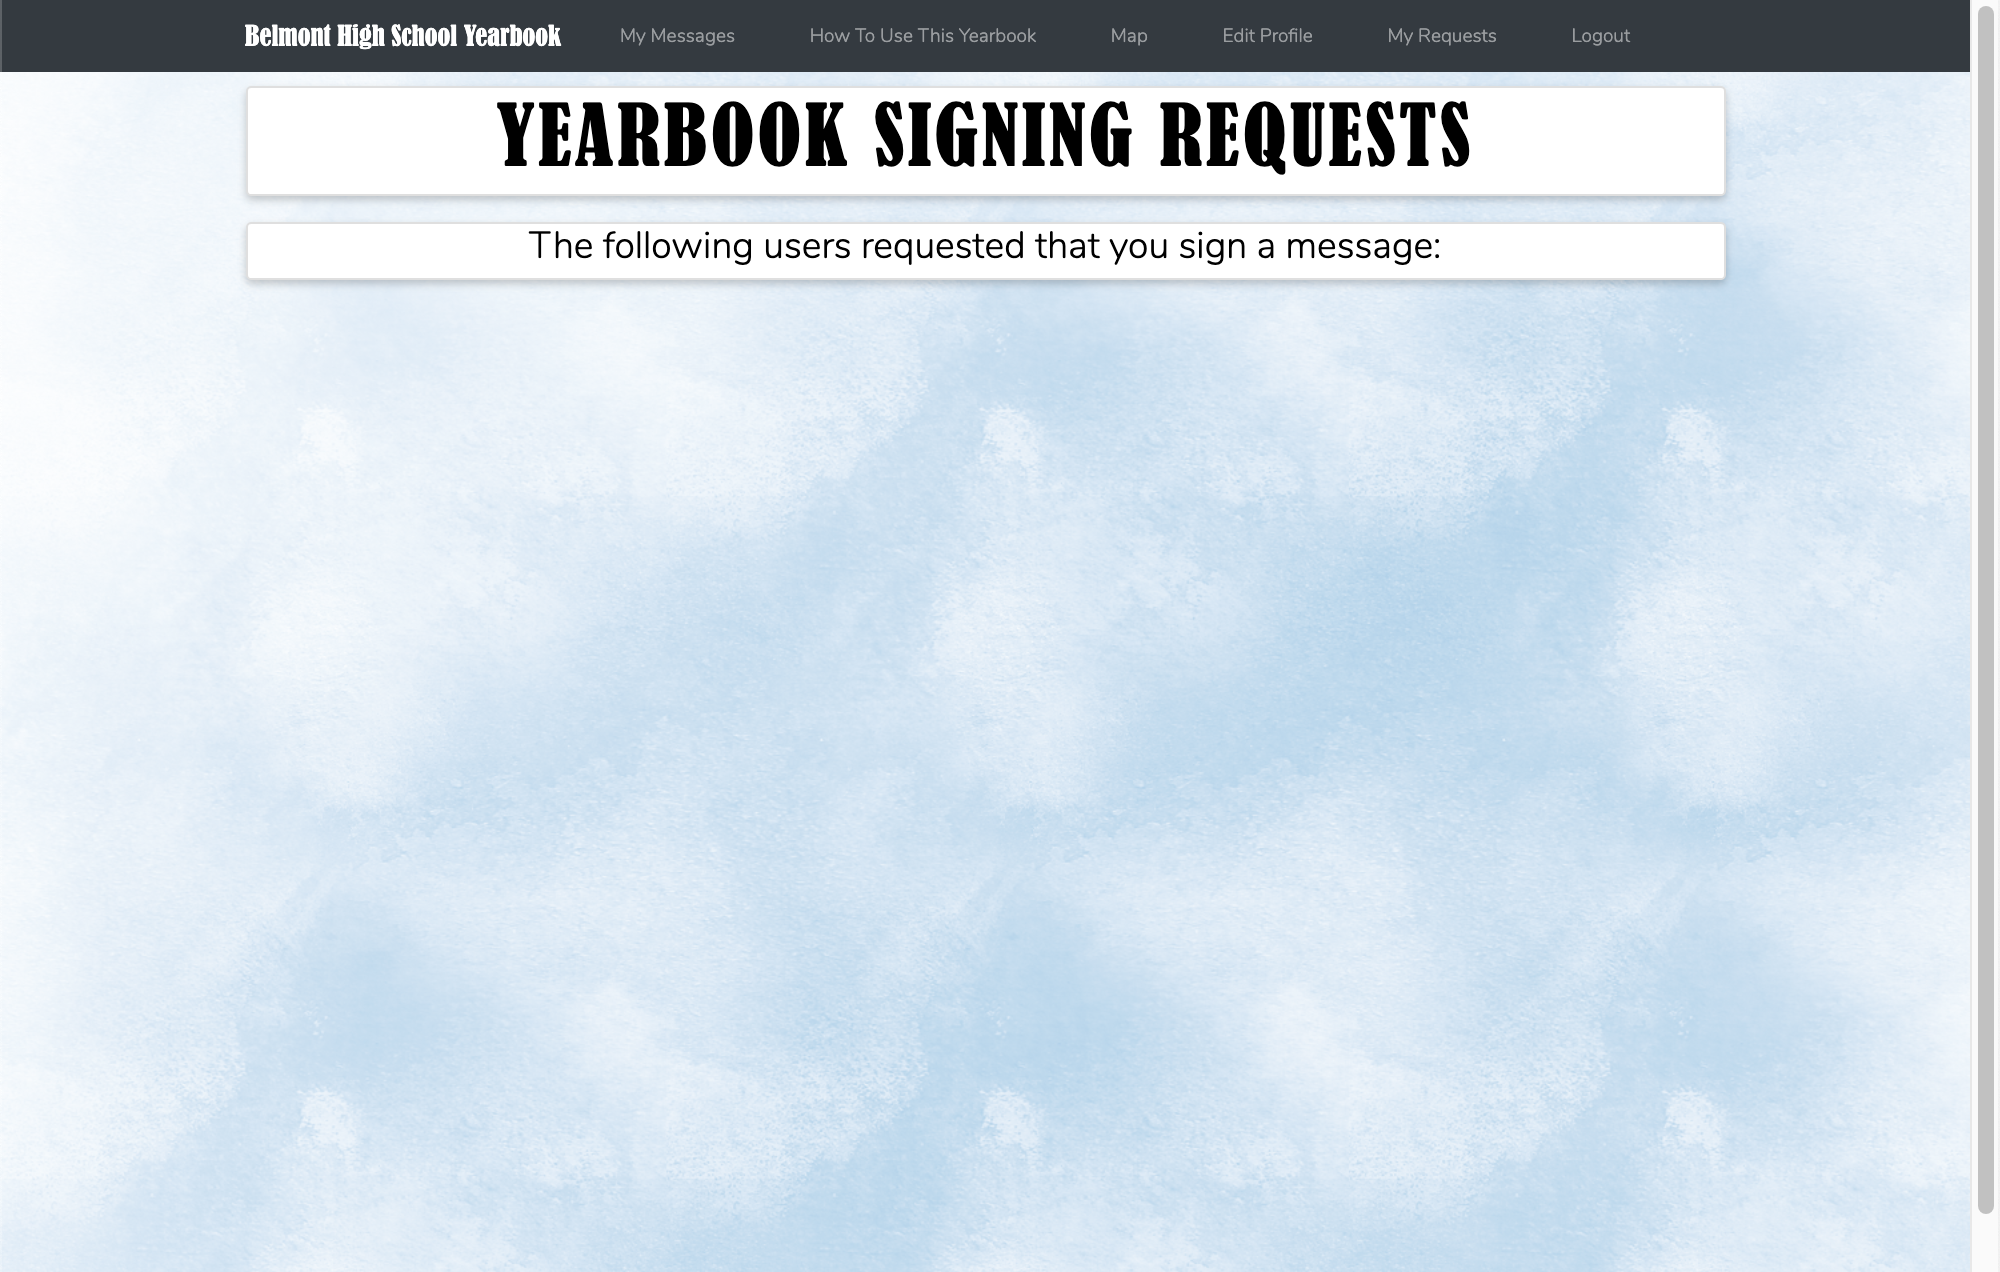 Belmont High School Yearbook My Messages How To Use This Yearbook Map Edit Profile My Requests Logout
YEARBOOK SIGNING REQUESTS
The following users requested that you sign a message: